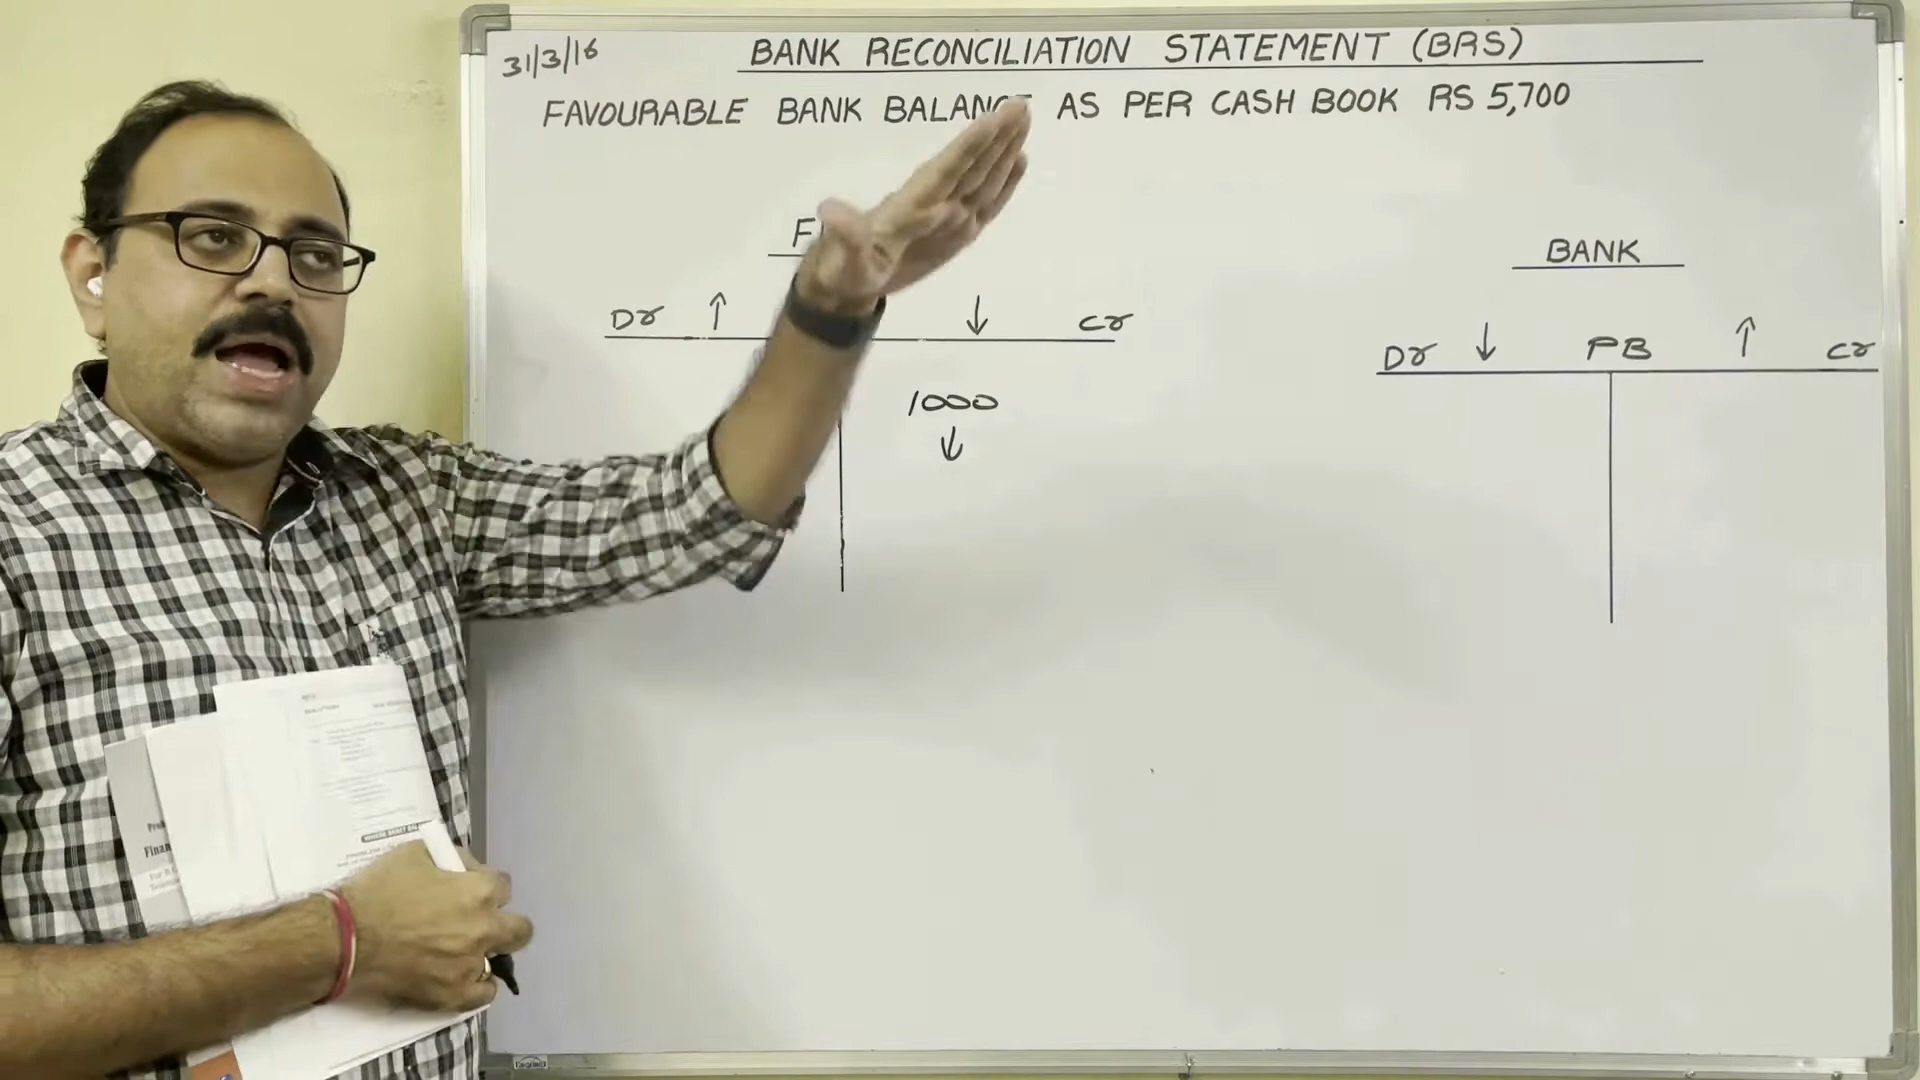 31/3/16
BANK RECONCILIATION STATEMENT (BRS)
FAVOURABLE BANK BALANCE AS PER CASH BOOK RS 5,700
BANK
Dr ↑ ↓ Cr
Dr ↓ PB ↑ Cr
1000
↓